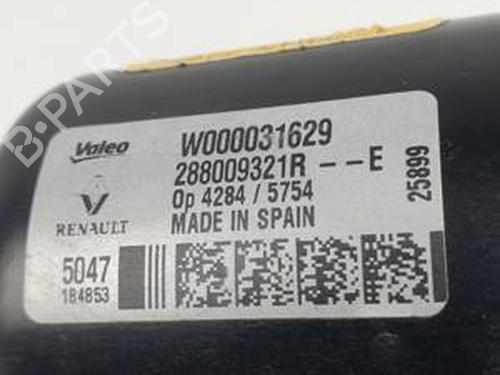 Valeo
W000031629
288009321R -- E
Op 4284 / 5754
RENAULT
MADE IN SPAIN
5047
184853
25899
B-Parts